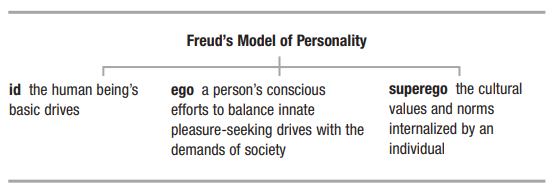 Freud's Model of Personality
id the human being's
basic drives
ego a person's conscious
efforts to balance innate
pleasure-seeking drives with the
demands of society
superego the cultural
values and norms
internalized by an
individual